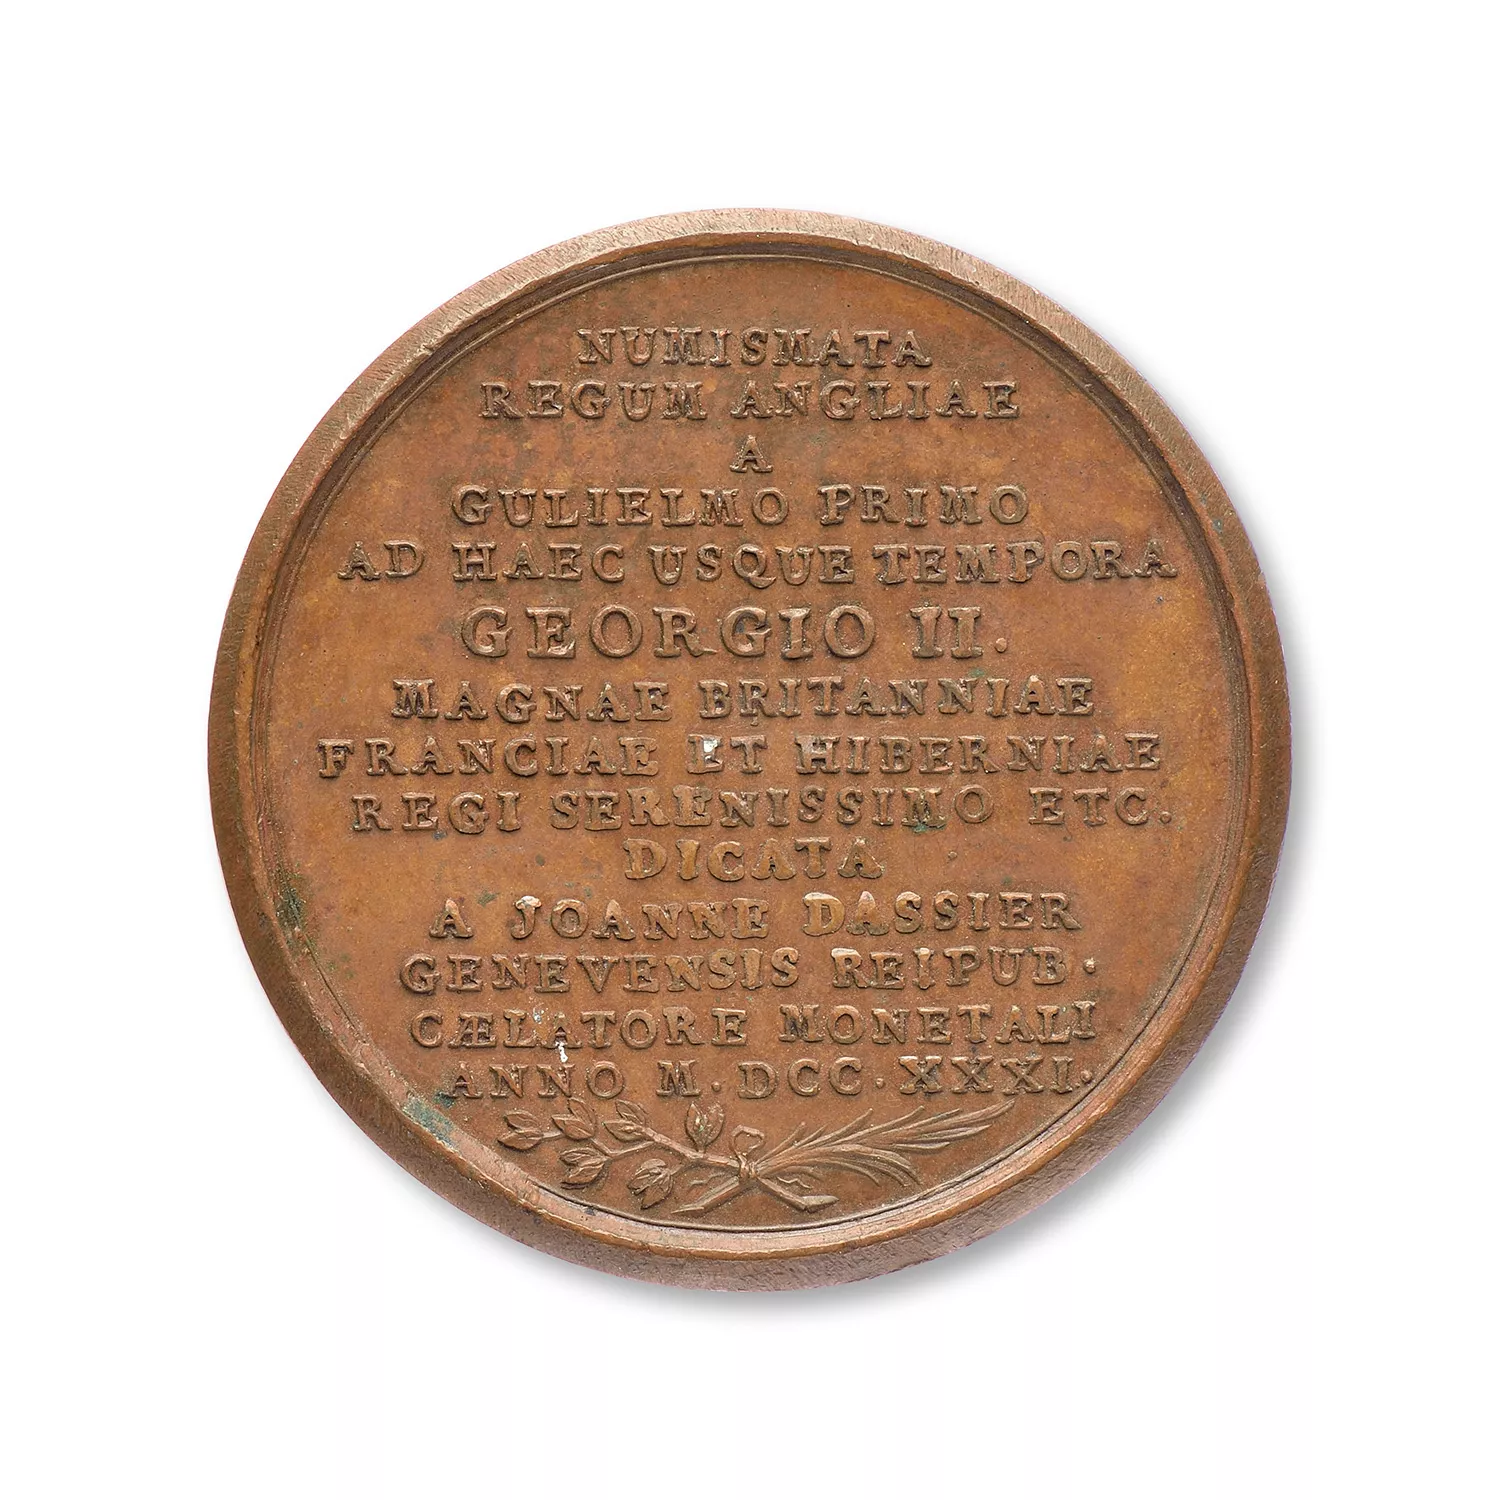 NUMISMATA
REGUM ANGLIAE
A
GULIELMO PRIMO
AD HAEC USQUE TEMPORA
GEORGIO II.
MAGNAE BRITANNIAE
FRANCIAE ET HIBERNIAE
REGI SERENISSIMO ETC.
DICATA
A JOANNE DASSIER
GENEVENSIS REIPUB.
CÆLATORE MONETALI
ANNO M. DCC. XXXI.